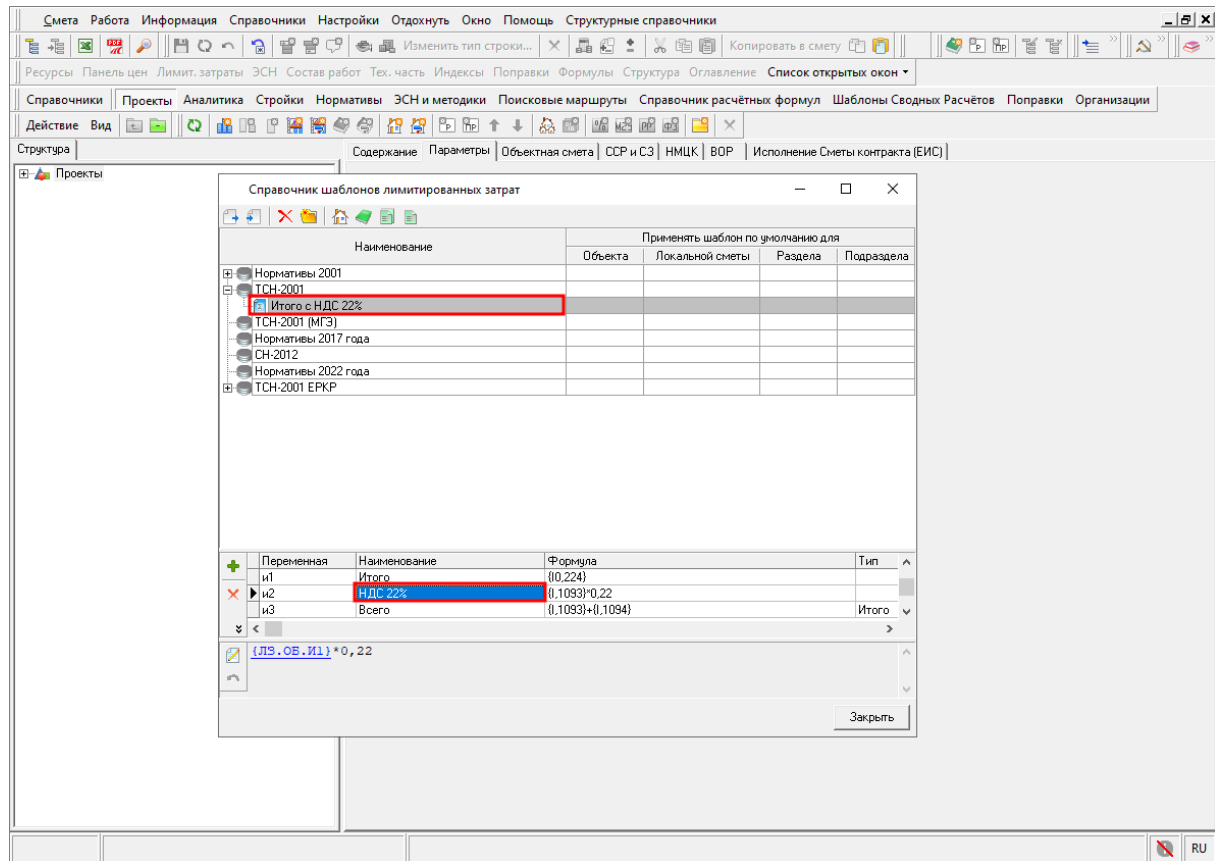 Смета Работа Информация Справочники Настройки Отдохнуть Окно Помощь Структурные справочники
Изменить тип строки... Копировать в смету
Ресурсы Панель цен Лимит. затраты ЭСН Состав работ Тех. часть Индексы Поправки Формулы Структура Оглавление Список открытых окон
Справочники Проекты Аналитика Стройки Нормативы ЭСН и методики Поисковые маршруты Справочник расчётных формул Шаблоны Сводных Расчётов Поправки Организации
Действие Вид
Структура Содержание Параметры Объектная смета ССР и СЗ НМЦК ВОР Исполнение Сметы контракта (ЕИС)
Проекты
Справочник шаблонов лимитированных затрат
Наименование Применять шаблон по умолчанию для
Объекта Локальной сметы Раздела Подраздела
Нормативы 2001
ТСН-2001
Итого с НДС 22%
ТСН-2001 (МГЭ)
Нормативы 2017 года
СН-2012
Нормативы 2022 года
ТСН-2001 ЕРКР
Переменная Наименование Формула Тип
и1 Итого {I0,224}
и2 НДС 22% {I,1093}*0,22
и3 Всего {I,1093}+{I,1094} Итого
{ЛЗ.ОБ.И1}*0,22
Закрыть
RU